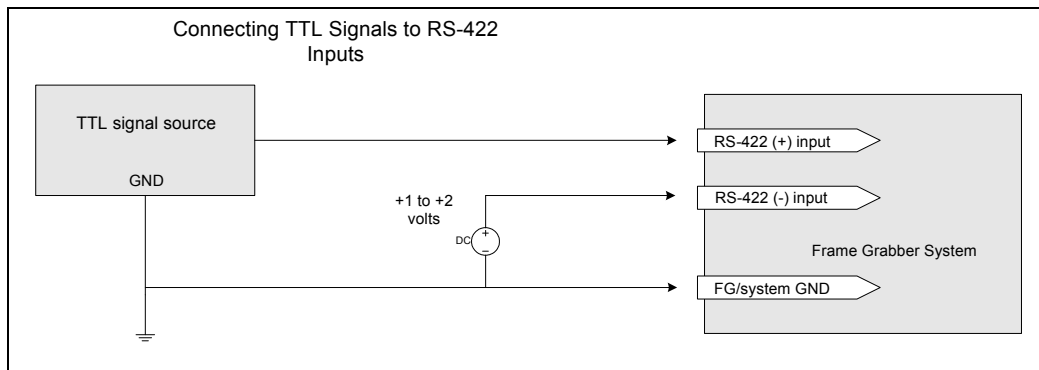 Connecting TTL Signals to RS-422
Inputs
TTL signal source
GND
RS-422 (+) input
+1 to +2
volts
RS-422 (-) input
DC
+
−
Frame Grabber System
FG/system GND